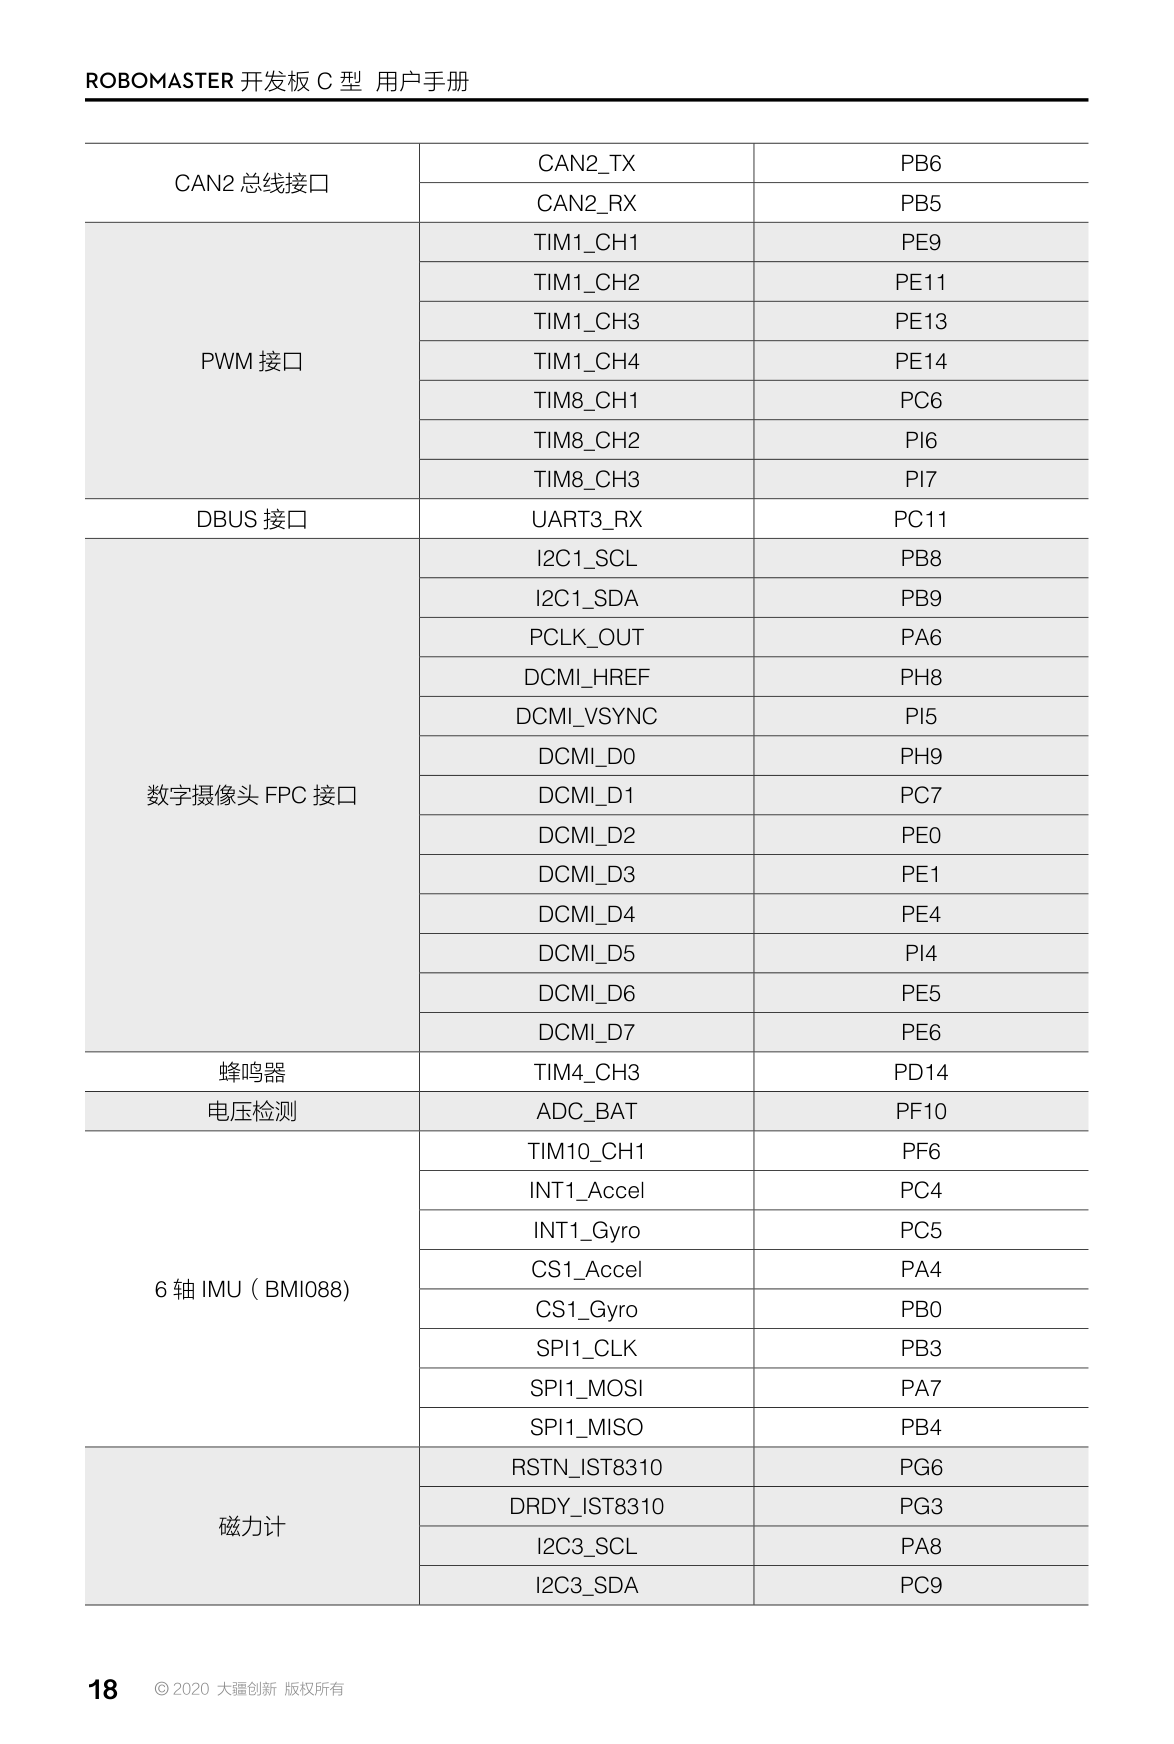 ROBOMASTER 开发板 C 型 用户手册
CAN2 总线接口 CAN2_TX PB6
CAN2_RX PB5
PWM 接口 TIM1_CH1 PE9
TIM1_CH2 PE11
TIM1_CH3 PE13
TIM1_CH4 PE14
TIM8_CH1 PC6
TIM8_CH2 PI6
TIM8_CH3 PI7
DBUS 接口 UART3_RX PC11
数字摄像头 FPC 接口 I2C1_SCL PB8
I2C1_SDA PB9
PCLK_OUT PA6
DCMI_HREF PH8
DCMI_VSYNC PI5
DCMI_D0 PH9
DCMI_D1 PC7
DCMI_D2 PE0
DCMI_D3 PE1
DCMI_D4 PE4
DCMI_D5 PI4
DCMI_D6 PE5
DCMI_D7 PE6
蜂鸣器 TIM4_CH3 PD14
电压检测 ADC_BAT PF10
6 轴 IMU（BMI088) TIM10_CH1 PF6
INT1_Accel PC4
INT1_Gyro PC5
CS1_Accel PA4
CS1_Gyro PB0
SPI1_CLK PB3
SPI1_MOSI PA7
SPI1_MISO PB4
磁力计 RSTN_IST8310 PG6
DRDY_IST8310 PG3
I2C3_SCL PA8
I2C3_SDA PC9
18 © 2020 大疆创新 版权所有